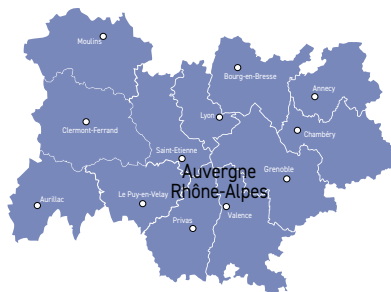 Moulins
Bourg-en-Bresse
Annecy
Lyon
Clermont-Ferrand
Chambéry
Saint-Etienne
Auvergne
Rhône-Alpes
Grenoble
Aurillac
Le Puy-en-Velay
Valence
Privas